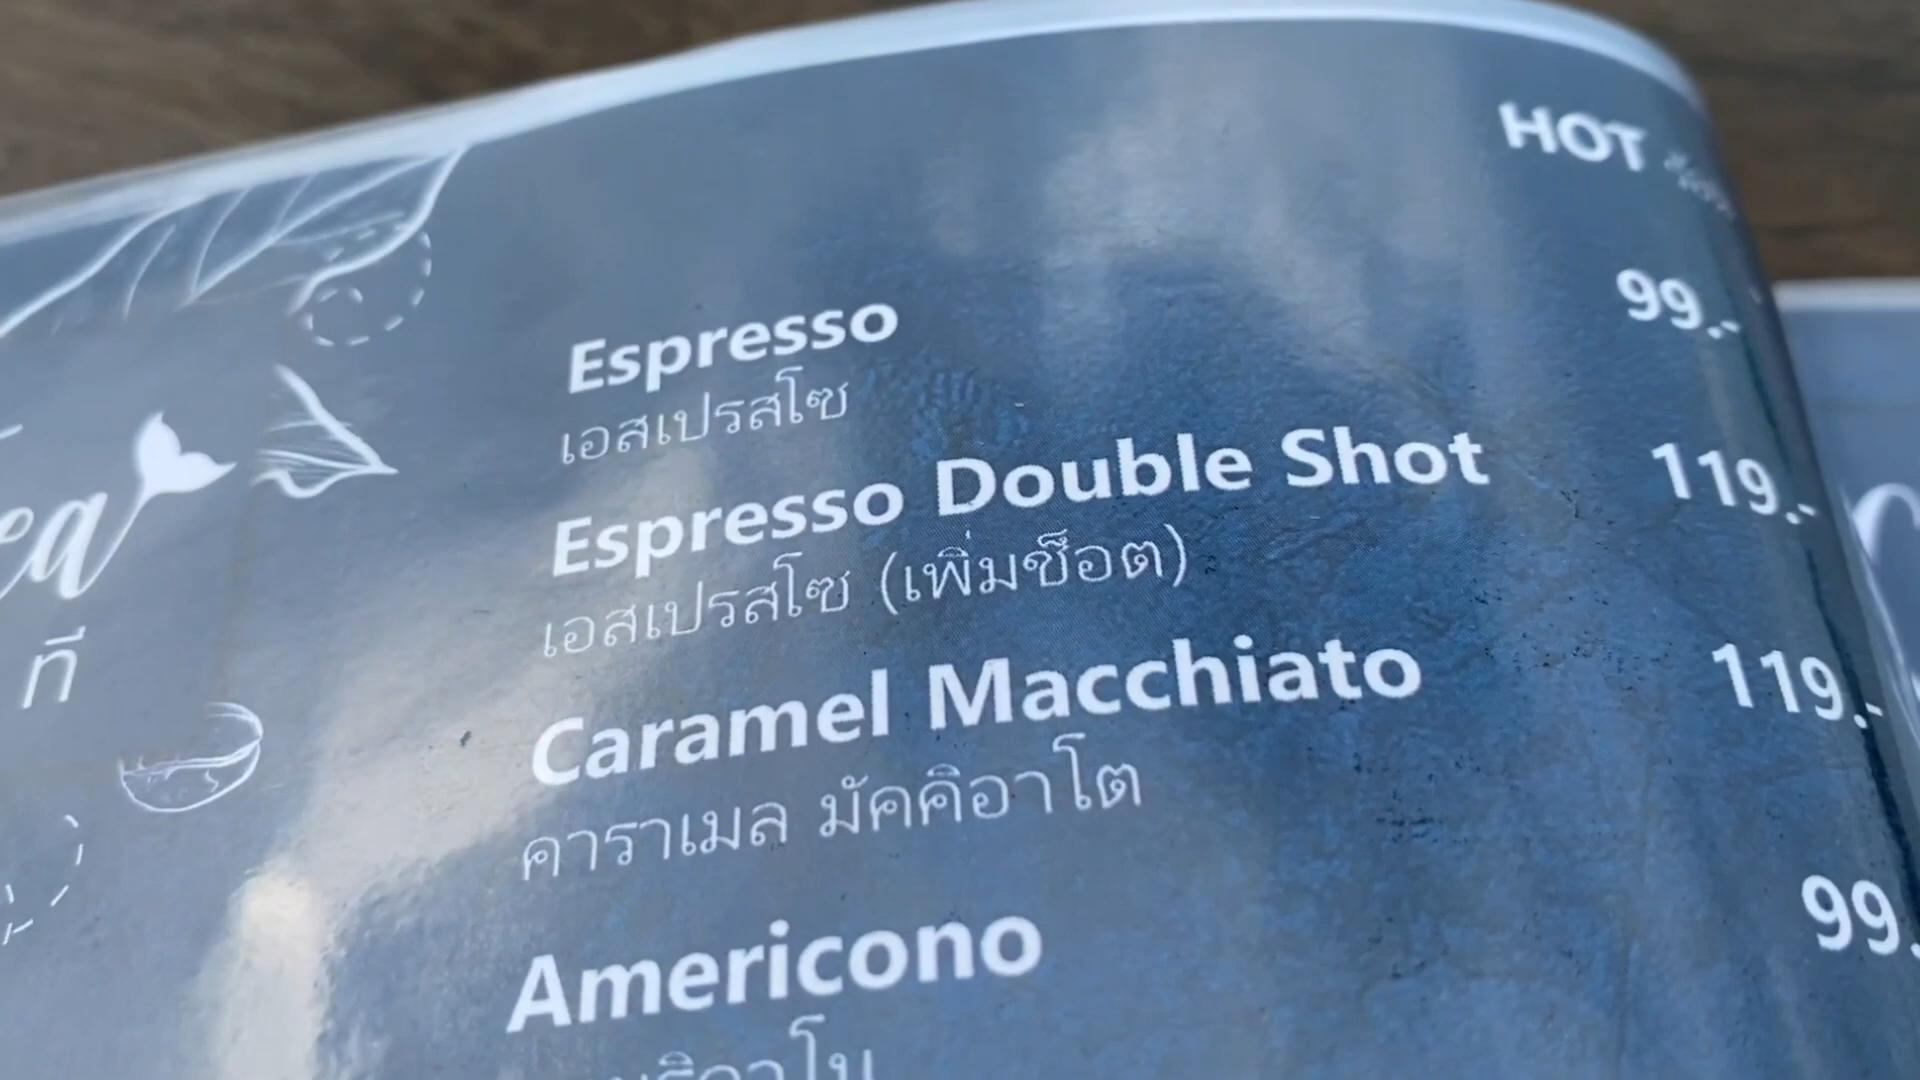 HOT
Espresso 99.-
เอสเปรสโซ
Espresso Double Shot 119.-
เอสเปรสโซ (เพิ่มช็อต)
Caramel Macchiato 119.-
คาราเมล มัคคิอาโต
Americono 99.
ea
ที